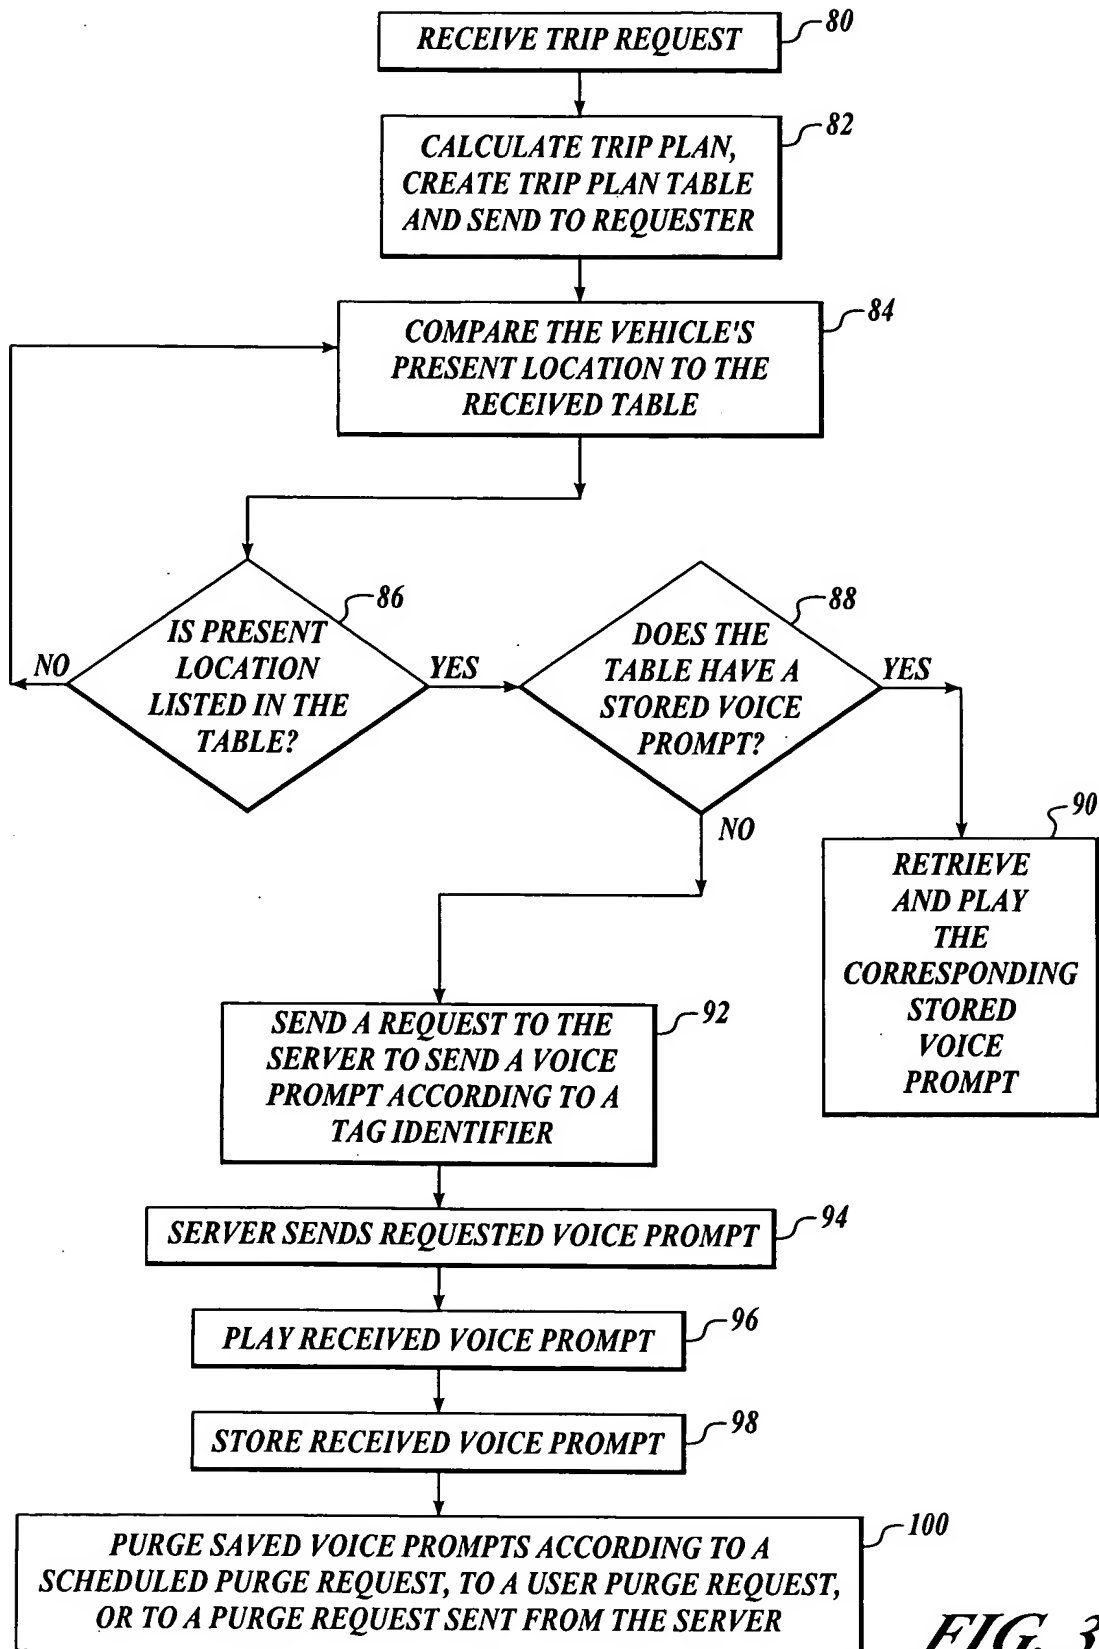 RECEIVE TRIP REQUEST
80
CALCULATE TRIP PLAN,
CREATE TRIP PLAN TABLE
AND SEND TO REQUESTER
82
COMPARE THE VEHICLE'S
PRESENT LOCATION TO THE
RECEIVED TABLE
84
IS PRESENT
LOCATION
LISTED IN THE
TABLE?
86
NO
YES
DOES THE
TABLE HAVE A
STORED VOICE
PROMPT?
88
YES
NO
RETRIEVE
AND PLAY
THE
CORRESPONDING
STORED
VOICE
PROMPT
90
SEND A REQUEST TO THE
SERVER TO SEND A VOICE
PROMPT ACCORDING TO A
TAG IDENTIFIER
92
SERVER SENDS REQUESTED VOICE PROMPT
94
PLAY RECEIVED VOICE PROMPT
96
STORE RECEIVED VOICE PROMPT
98
PURGE SAVED VOICE PROMPTS ACCORDING TO A
SCHEDULED PURGE REQUEST, TO A USER PURGE REQUEST,
OR TO A PURGE REQUEST SENT FROM THE SERVER
100
FIG. 3